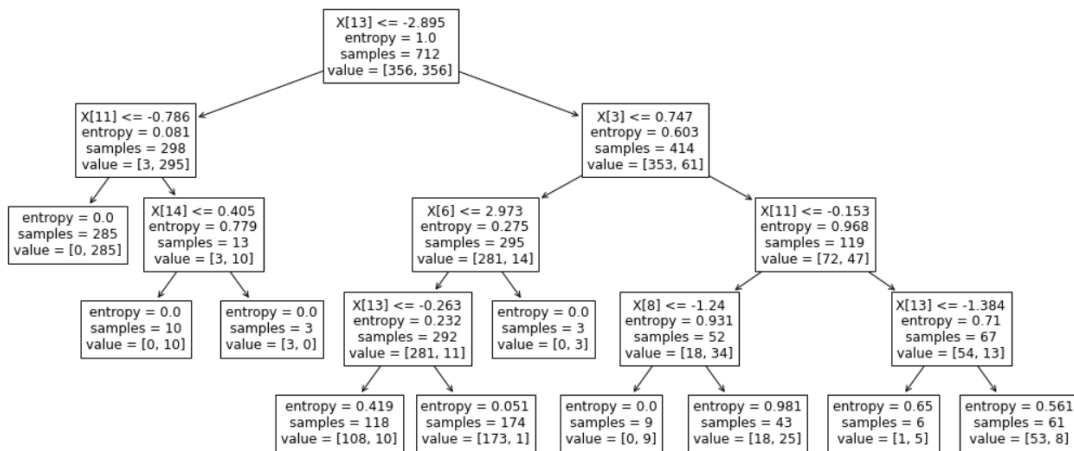 X[13] <= -2.895
entropy = 1.0
samples = 712
value = [356, 356]
X[11] <= -0.786
entropy = 0.081
samples = 298
value = [3, 295]
X[3] <= 0.747
entropy = 0.603
samples = 414
value = [353, 61]
entropy = 0.0
samples = 285
value = [0, 285]
X[14] <= 0.405
entropy = 0.779
samples = 13
value = [3, 10]
X[6] <= 2.973
entropy = 0.275
samples = 295
value = [281, 14]
X[11] <= -0.153
entropy = 0.968
samples = 119
value = [72, 47]
entropy = 0.0
samples = 10
value = [0, 10]
entropy = 0.0
samples = 3
value = [3, 0]
X[13] <= -0.263
entropy = 0.232
samples = 292
value = [281, 11]
entropy = 0.0
samples = 3
value = [0, 3]
X[8] <= -1.24
entropy = 0.931
samples = 52
value = [18, 34]
X[13] <= -1.384
entropy = 0.71
samples = 67
value = [54, 13]
entropy = 0.419
samples = 118
value = [108, 10]
entropy = 0.051
samples = 174
value = [173, 1]
entropy = 0.0
samples = 9
value = [0, 9]
entropy = 0.981
samples = 43
value = [18, 25]
entropy = 0.65
samples = 6
value = [1, 5]
entropy = 0.561
samples = 61
value = [53, 8]